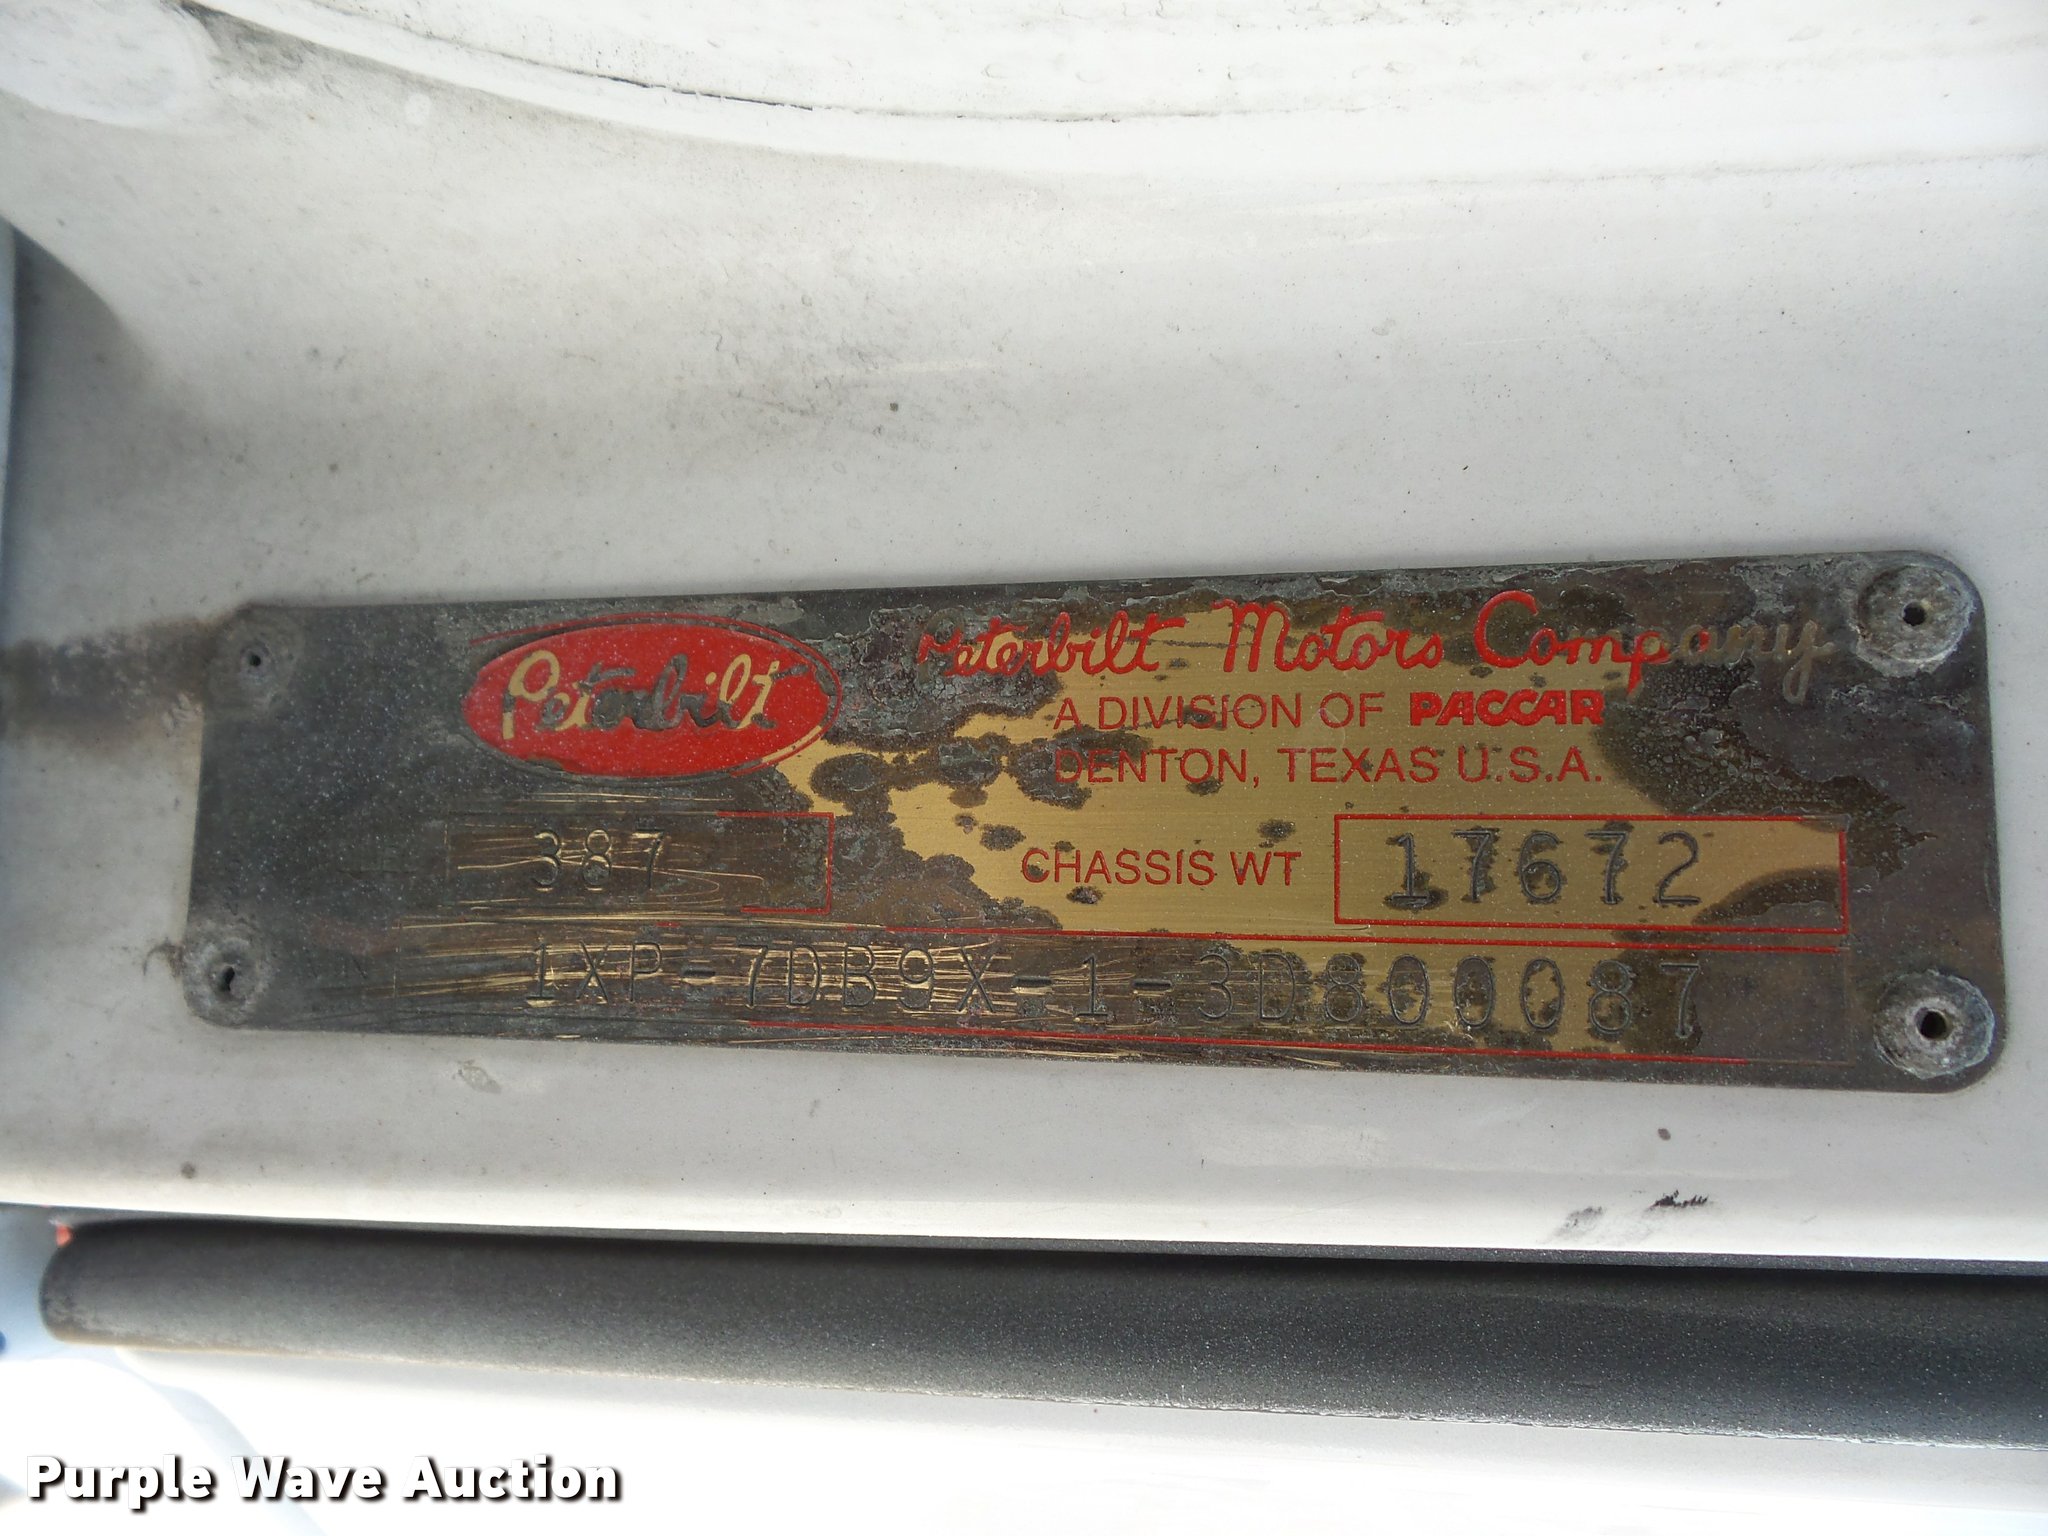 Peterbilt
Peterbilt Motors Company
A DIVISION OF PACCAR
DENTON, TEXAS U.S.A.
387
CHASSIS WT 17672
1XP-7DB9X-1-3D800087
Purple Wave Auction